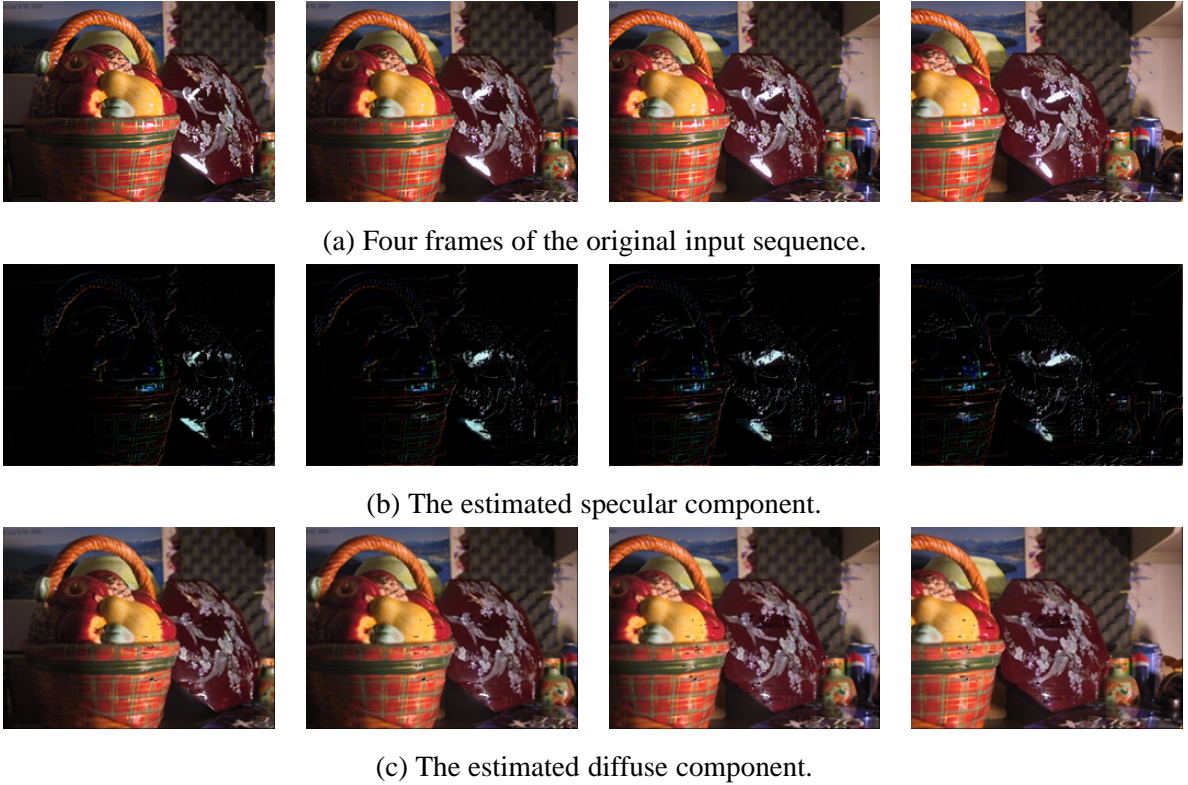 (a) Four frames of the original input sequence.
(b) The estimated specular component.
(c) The estimated diffuse component.